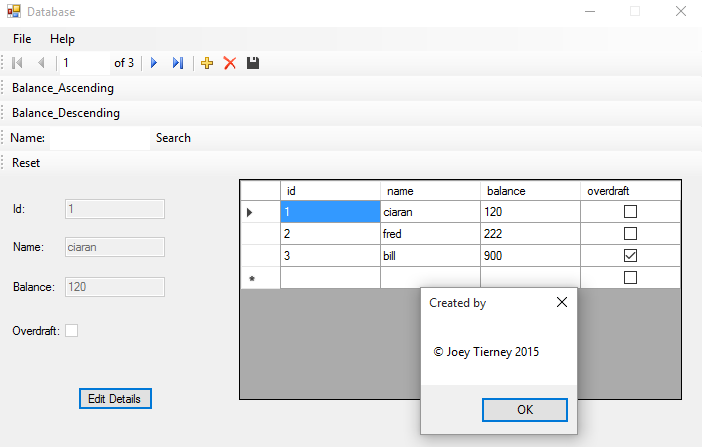 Database
File Help
1 of 3
Balance_Ascending
Balance_Descending
Name: Search
Reset
Id: 1
Name: ciaran
Balance: 120
Overdraft:
Edit Details
id name balance overdraft
1 ciaran 120
2 fred 222
3 bill 900
Created by
© Joey Tierney 2015
OK